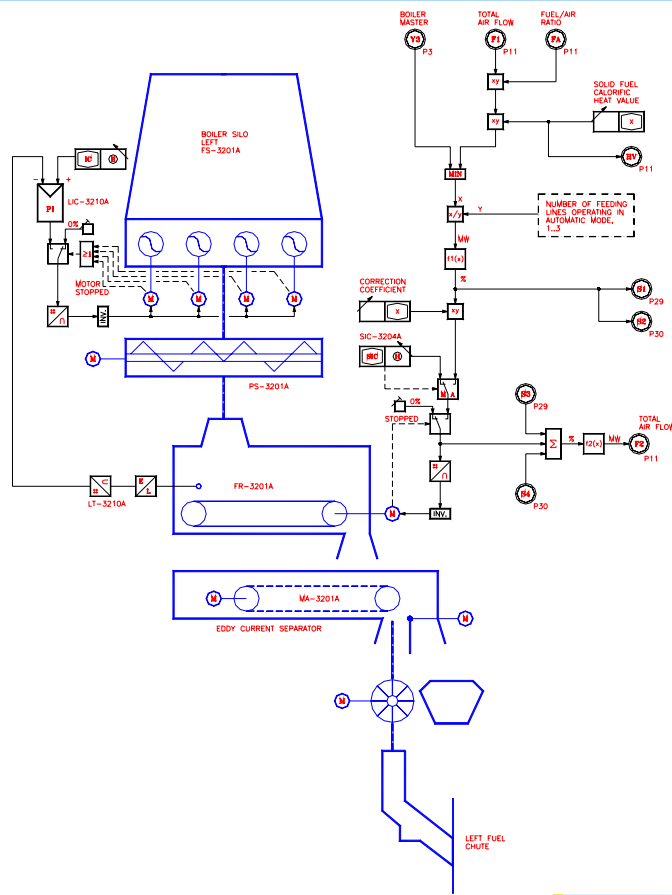 BOILER
MASTER
Y3
P3
TOTAL
AIR FLOW
F1
P11
FUEL/AIR
RATIO
FA
P11
xy
xy
SOLID FUEL
CALORIFIC
HEAT VALUE
X
HV
P11
MIN
X
x/y
Y
NUMBER OF FEEDING
LINES OPERATING IN
AUTOMATIC MODE,
1..3
MW
f1(x)
%
S1
P29
S2
P30
CORRECTION
COEFFICIENT
X
xy
SIC-3204A
SIC
H
M A
0%
STOPPED
S3
P29
Σ
%
f2(x)
MW
TOTAL
AIR FLOW
F2
P11
S4
P30
#
∩
INV.
M
BOILER SILO
LEFT
FS-3201A
- +
IC
H
PI
LIC-3210A
0%
≥1
MOTOR
STOPPED
M
M
M
M
#
∩
INV.
M
PS-3201A
FR-3201A
#
⊂
LT-3210A
E
L
M
MA-3201A
M
EDDY CURRENT SEPARATOR
M
LEFT FUEL
CHUTE